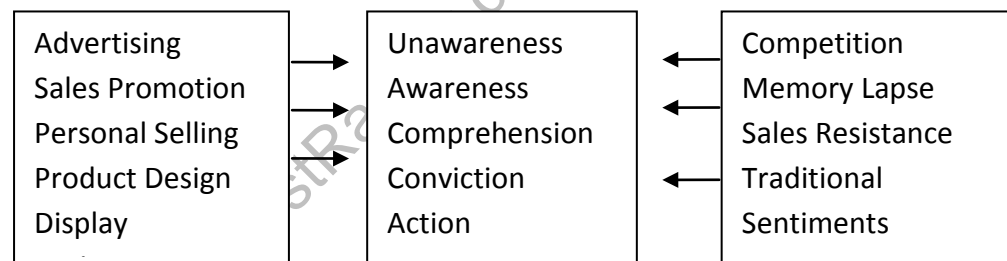 Advertising
Sales Promotion
Personal Selling
Product Design
Display
Unawareness
Awareness
Comprehension
Conviction
Action
Competition
Memory Lapse
Sales Resistance
Traditional
Sentiments